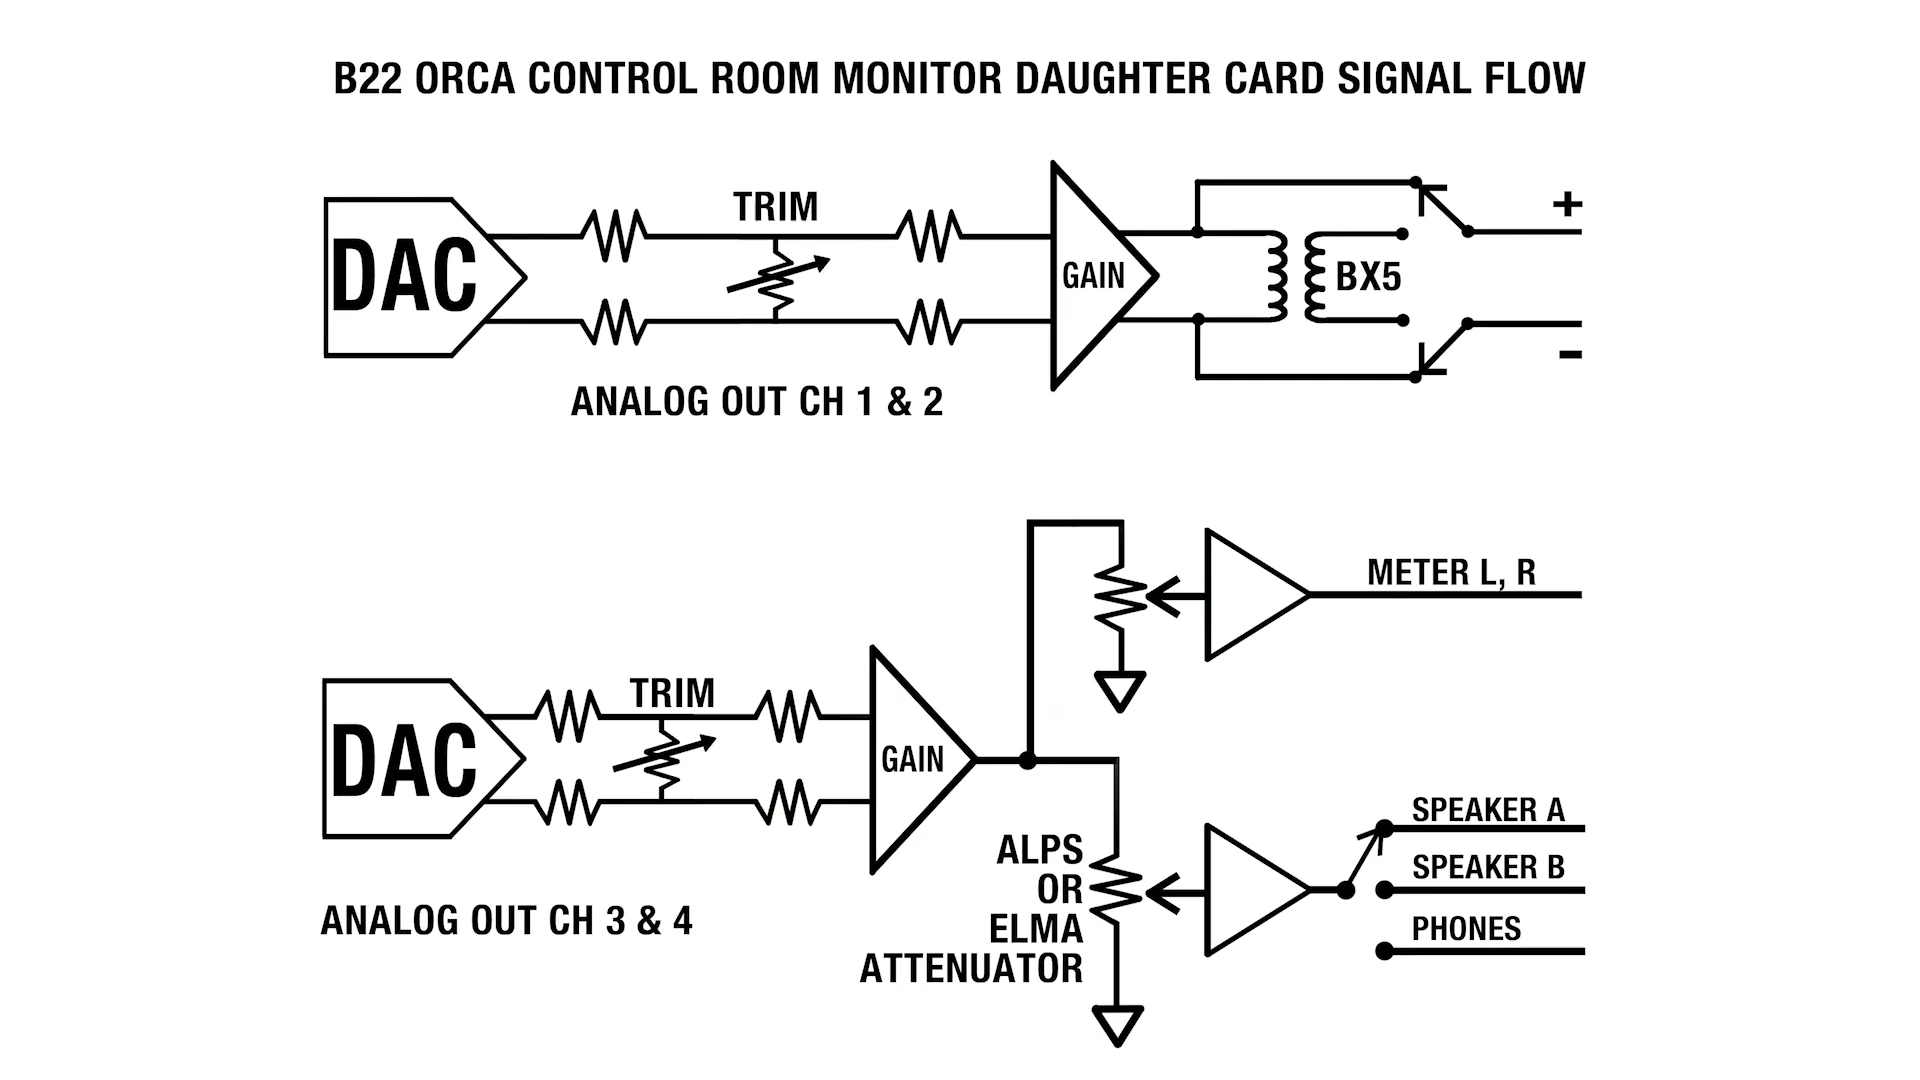 B22 ORCA CONTROL ROOM MONITOR DAUGHTER CARD SIGNAL FLOW
DAC
TRIM
GAIN
BX5
+
-
ANALOG OUT CH 1 & 2
METER L, R
DAC
TRIM
GAIN
ALPS
OR
ELMA
ATTENUATOR
SPEAKER A
SPEAKER B
PHONES
ANALOG OUT CH 3 & 4